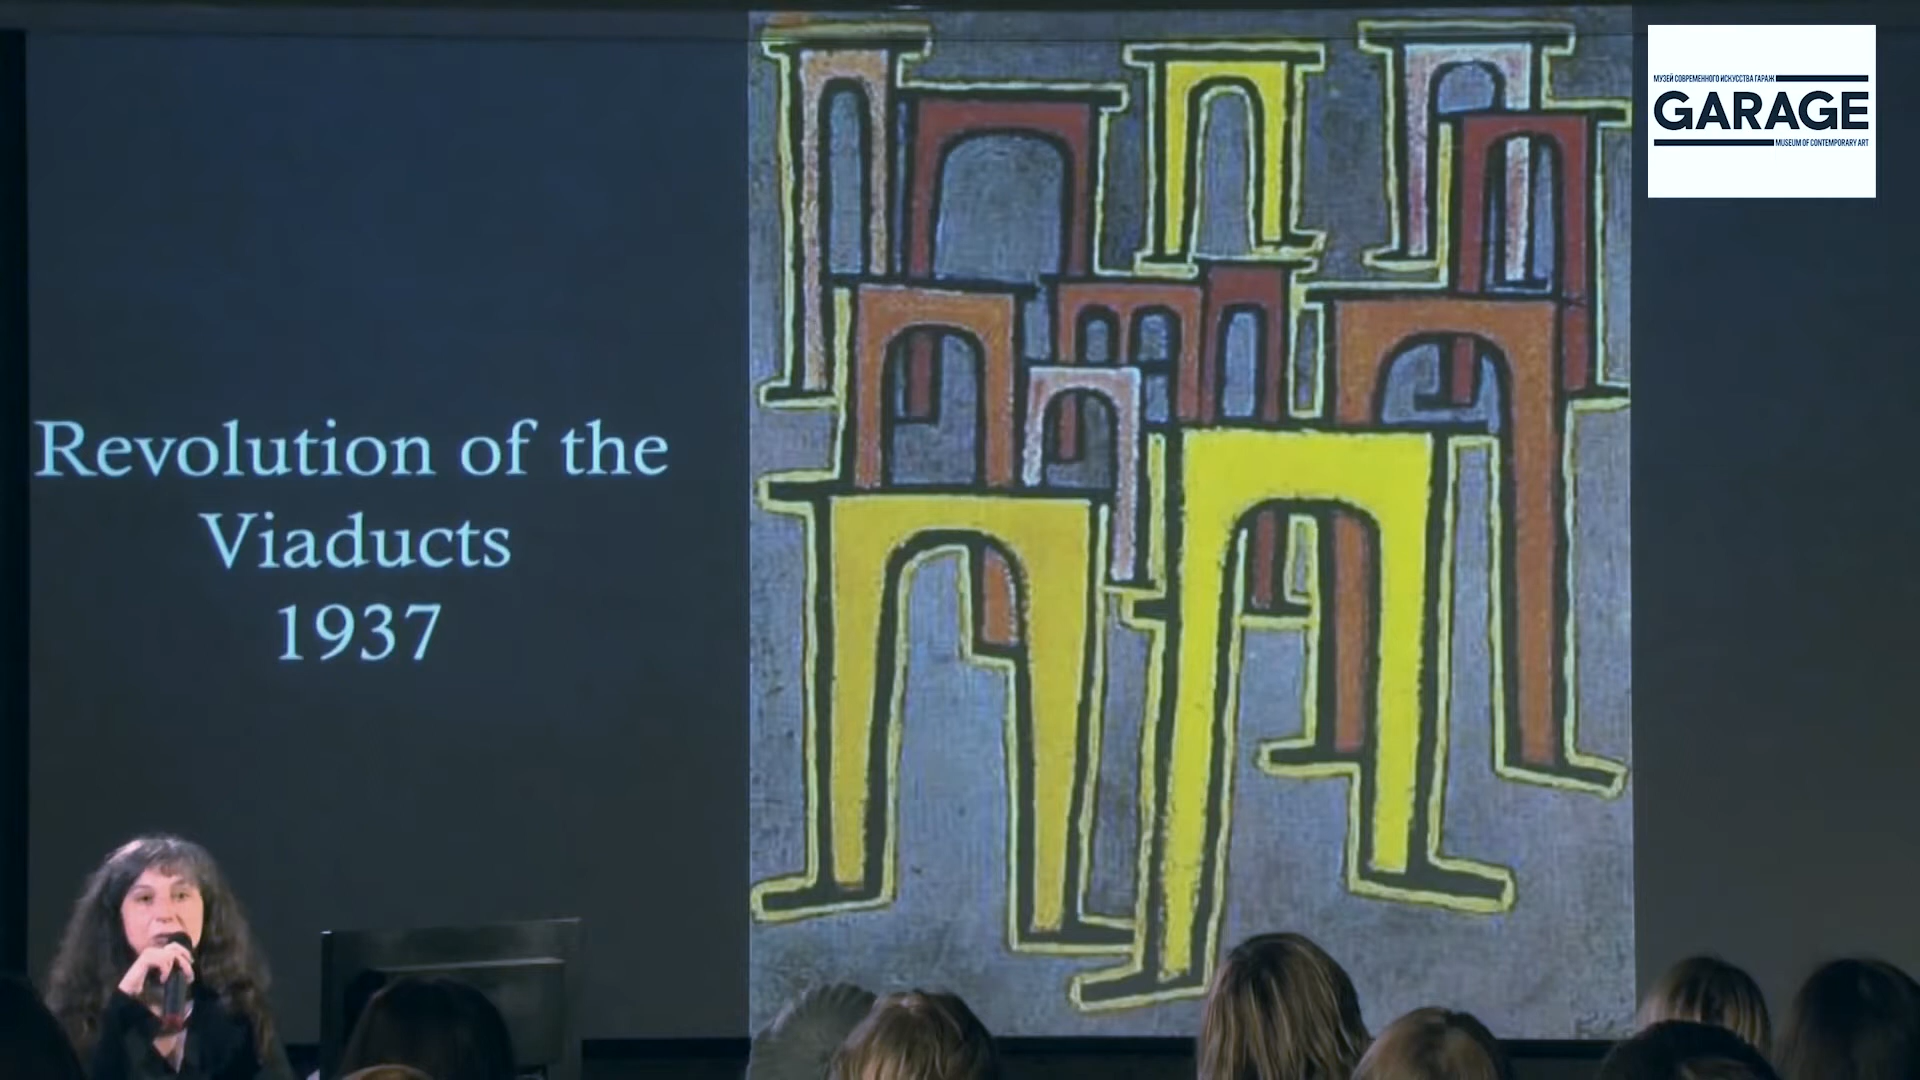 Revolution of the
Viaducts
1937
МУЗЕЙ СОВРЕМЕННОГО ИСКУССТВА ГАРАЖ
GARAGE
MUSEUM OF CONTEMPORARY ART